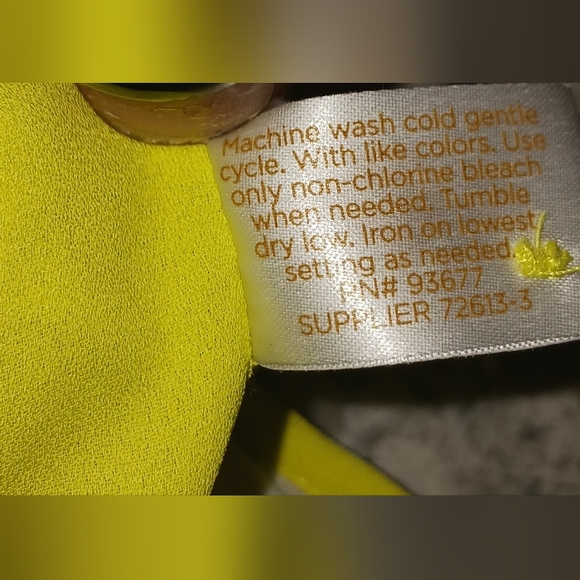 Machine wash cold gentle
cycle. With like colors. Use
only non-chlorine bleach
when needed. Tumble
dry low. Iron on lowest
setting as needed.
RN# 93677
SUPPLIER 72613-3